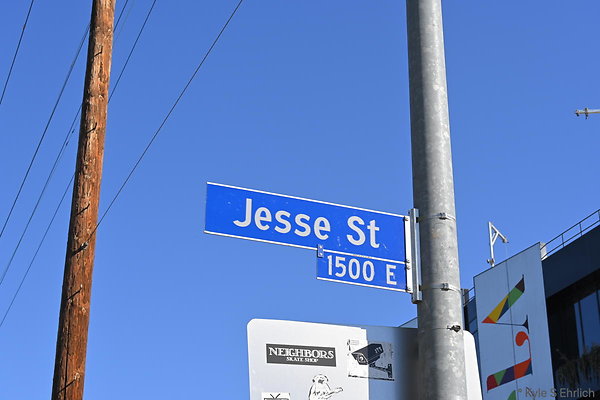 Jesse St
1500 E
NEIGHBORS
SKATE SHOP
Kyle S Ehrlich